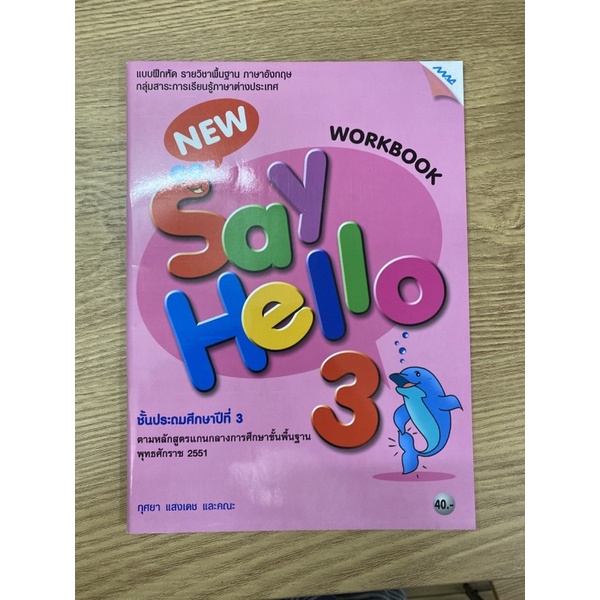 แบบฝึกหัด รายวิชาพื้นฐาน ภาษาอังกฤษ
กลุ่มสาระการเรียนรู้ภาษาต่างประเทศ
MAC
NEW
WORKBOOK
Say
Hello
3
ชั้นประถมศึกษาปีที่ 3
ตามหลักสูตรแกนกลางการศึกษาขั้นพื้นฐาน
พุทธศักราช 2551
กุศยา แสงเดช และคณะ
40.-